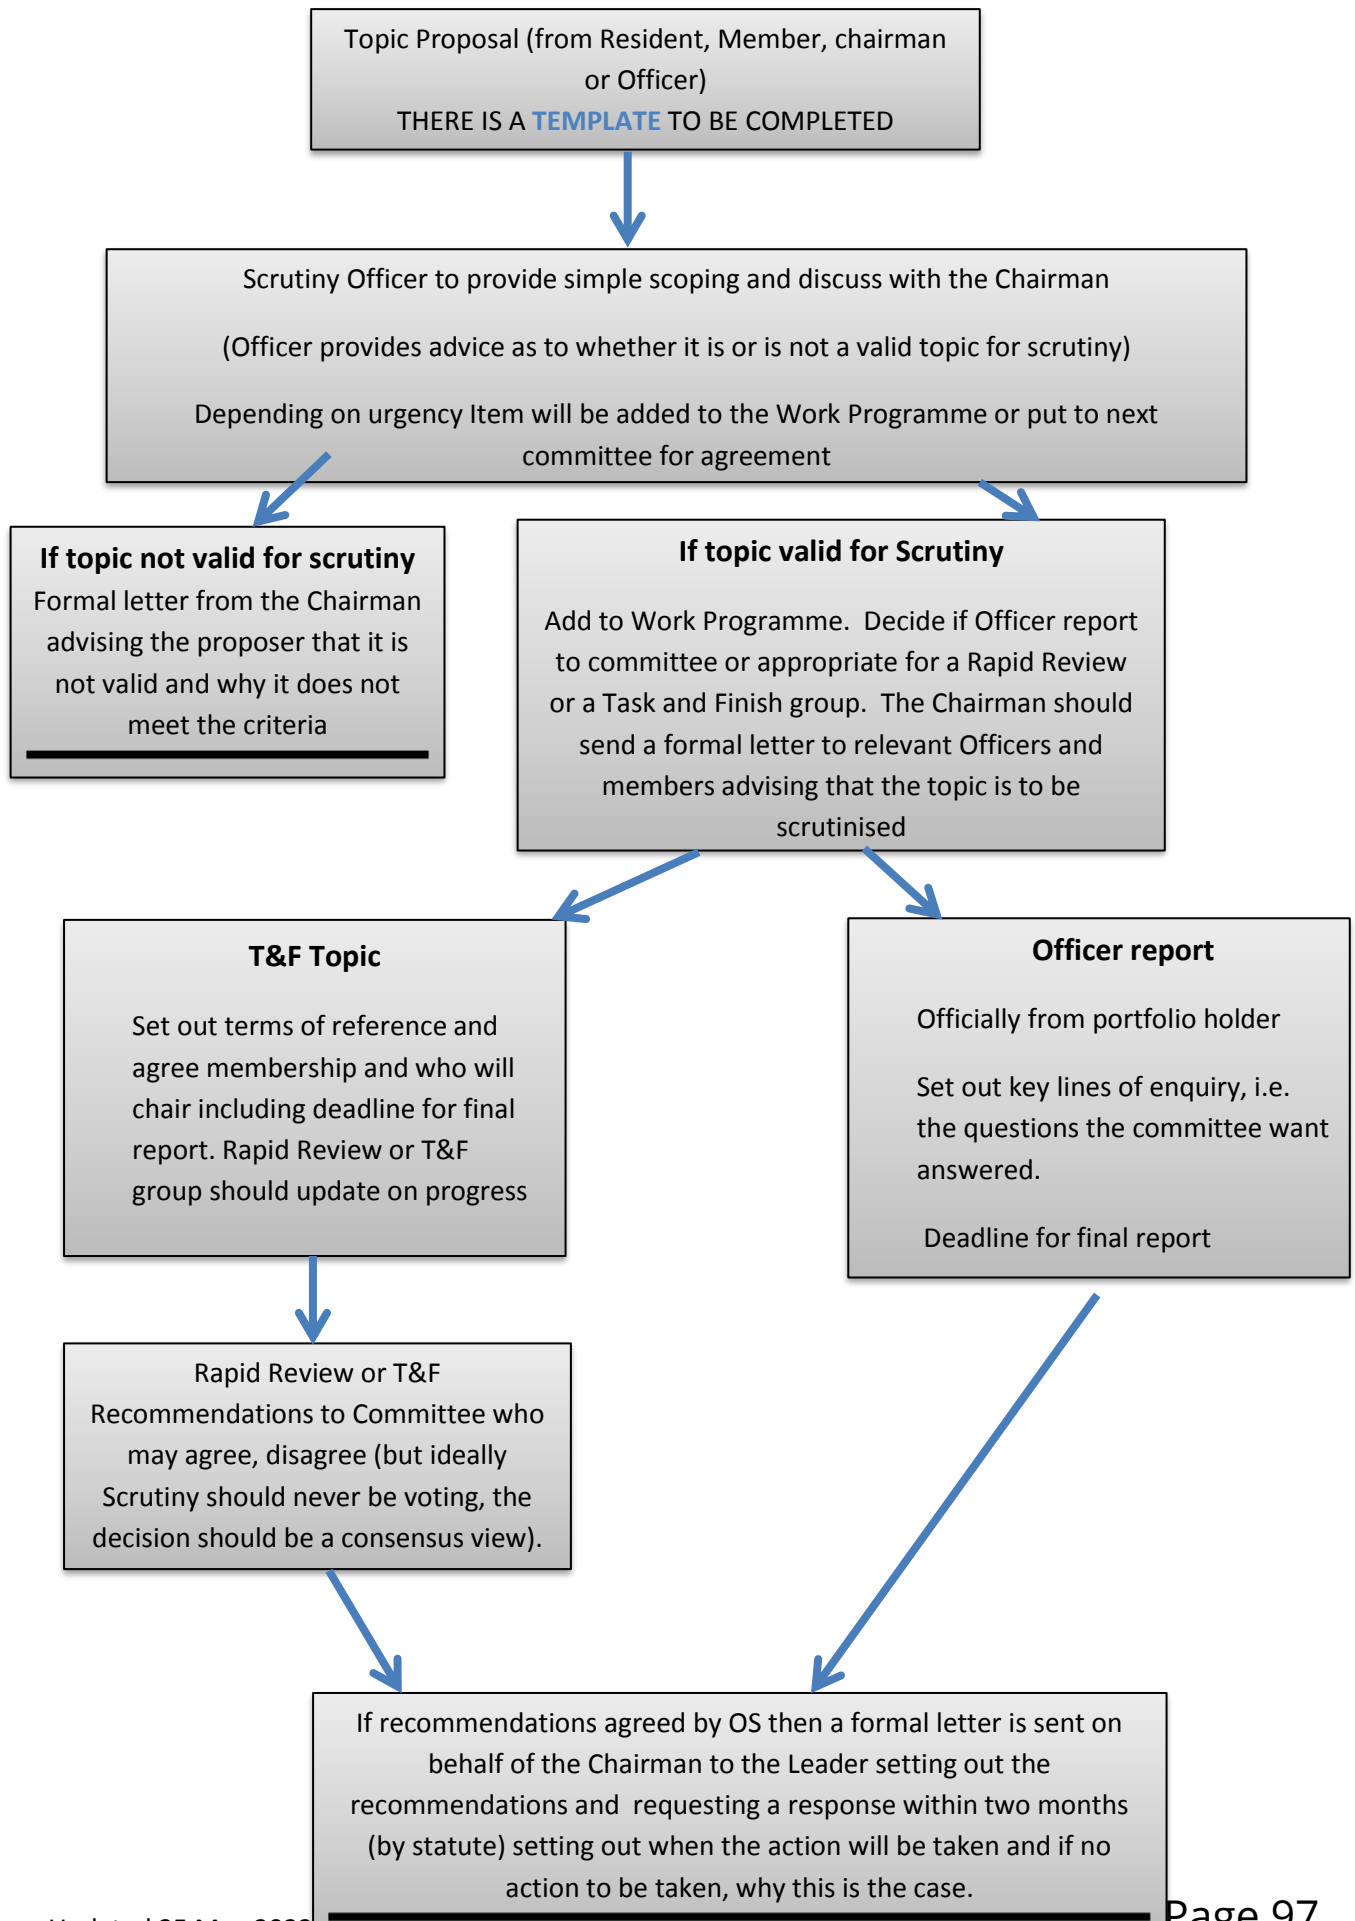 Topic Proposal (from Resident, Member, chairman
or Officer)
THERE IS A TEMPLATE TO BE COMPLETED
Scrutiny Officer to provide simple scoping and discuss with the Chairman
(Officer provides advice as to whether it is or is not a valid topic for scrutiny)
Depending on urgency Item will be added to the Work Programme or put to next
committee for agreement
If topic not valid for scrutiny
Formal letter from the Chairman
advising the proposer that it is
not valid and why it does not
meet the criteria
If topic valid for Scrutiny
Add to Work Programme. Decide if Officer report
to committee or appropriate for a Rapid Review
or a Task and Finish group. The Chairman should
send a formal letter to relevant Officers and
members advising that the topic is to be
scrutinised
T&F Topic
Set out terms of reference and
agree membership and who will
chair including deadline for final
report. Rapid Review or T&F
group should update on progress
Officer report
Officially from portfolio holder
Set out key lines of enquiry, i.e.
the questions the committee want
answered.
Deadline for final report
Rapid Review or T&F
Recommendations to Committee who
may agree, disagree (but ideally
Scrutiny should never be voting, the
decision should be a consensus view).
If recommendations agreed by OS then a formal letter is sent on
behalf of the Chairman to the Leader setting out the
recommendations and requesting a response within two months
(by statute) setting out when the action will be taken and if no
action to be taken, why this is the case.
Page 97